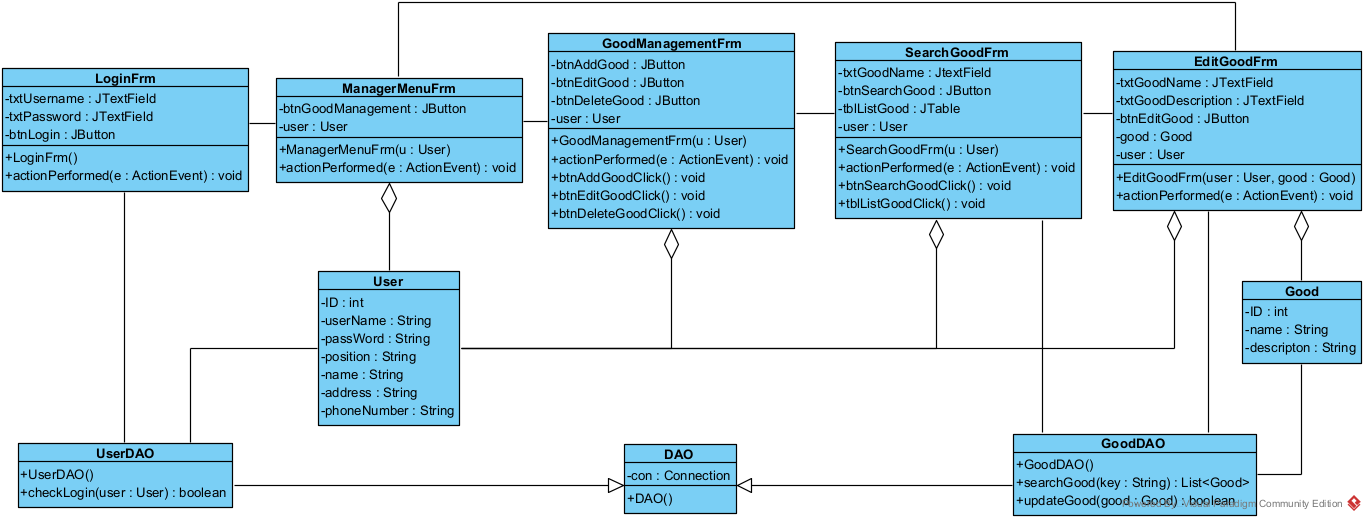 LoginFrm
-txtUsername : JTextField
-txtPassword : JTextField
-btnLogin : JButton
+LoginFrm()
+actionPerformed(e : ActionEvent) : void
ManagerMenuFrm
-btnGoodManagement : JButton
-user : User
+ManagerMenuFrm(u : User)
+actionPerformed(e : ActionEvent) : void
GoodManagementFrm
-btnAddGood : JButton
-btnEditGood : JButton
-btnDeleteGood : JButton
-user : User
+GoodManagementFrm(u : User)
+actionPerformed(e : ActionEvent) : void
+btnAddGoodClick() : void
+btnEditGoodClick() : void
+btnDeleteGoodClick() : void
SearchGoodFrm
-txtGoodName : JtextField
-btnSearchGood : JButton
-tblListGood : JTable
-user : User
+SearchGoodFrm(u : User)
+actionPerformed(e : ActionEvent) : void
+btnSearchGoodClick() : void
+tblListGoodClick() : void
EditGoodFrm
-txtGoodName : JTextField
-txtGoodDescription : JTextField
-btnEditGood : JButton
-good : Good
-user : User
+EditGoodFrm(user : User, good : Good)
+actionPerformed(e : ActionEvent) : void
User
-ID : int
-userName : String
-passWord : String
-position : String
-name : String
-address : String
-phoneNumber : String
Good
-ID : int
-name : String
-descripton : String
UserDAO
+UserDAO()
+checkLogin(user : User) : boolean
DAO
-con : Connection
+DAO()
GoodDAO
+GoodDAO()
+searchGood(key : String) : List<Good>
+updateGood(good : Good) : boolean
Powered By Visual Paradigm Community Edition